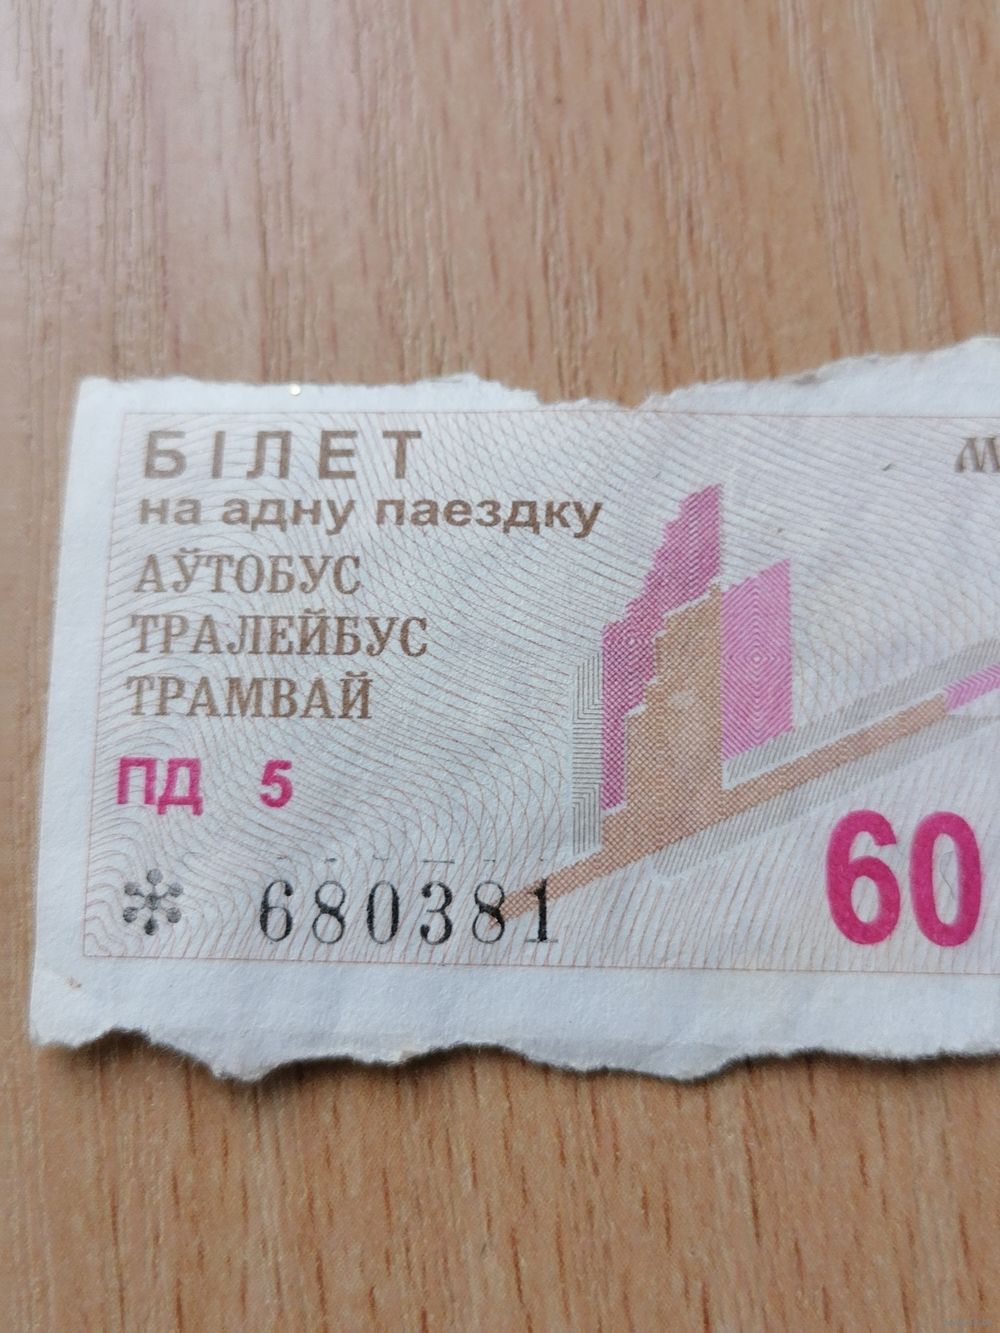 БІЛЕТ
на адну паездку
АЎТОБУС
ТРАЛЕЙБУС
ТРАМВАЙ
ПД 5
680381
60